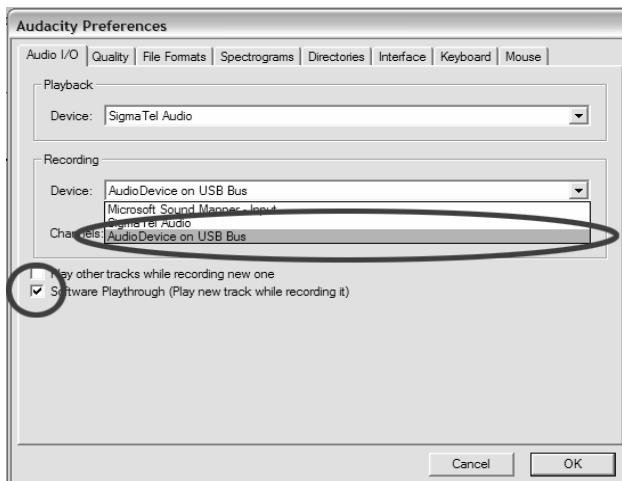 Audacity Preferences
Audio I/O Quality File Formats Spectrograms Directories Interface Keyboard Mouse
Playback
Device: SigmaTel Audio
Recording
Device: AudioDevice on USB Bus
Microsoft Sound Mapper - Input
SigmaTel Audio
Channels: AudioDevice on USB Bus
Play other tracks while recording new one
Software Playthrough (Play new track while recording it)
Cancel OK